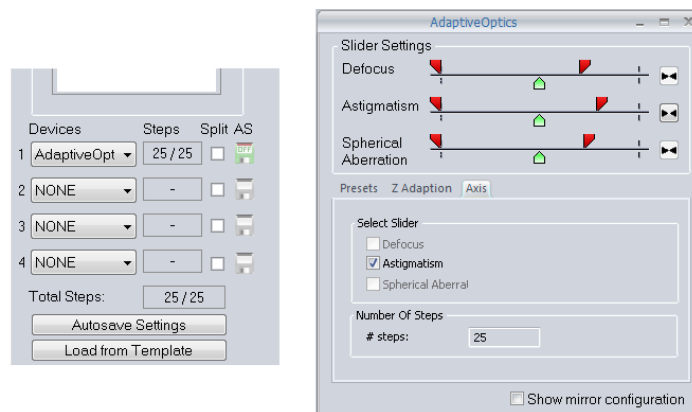 Devices Steps Split AS
1 AdaptiveOpt 25 / 25 OFF
2 NONE -
3 NONE -
4 NONE -
Total Steps: 25 / 25
Autosave Settings
Load from Template
AdaptiveOptics
Slider Settings
Defocus
Astigmatism
Spherical
Aberration
Presets Z Adaption Axis
Select Slider
Defocus
Astigmatism
Spherical Aberral
Number Of Steps
# steps: 25
Show mirror configuration